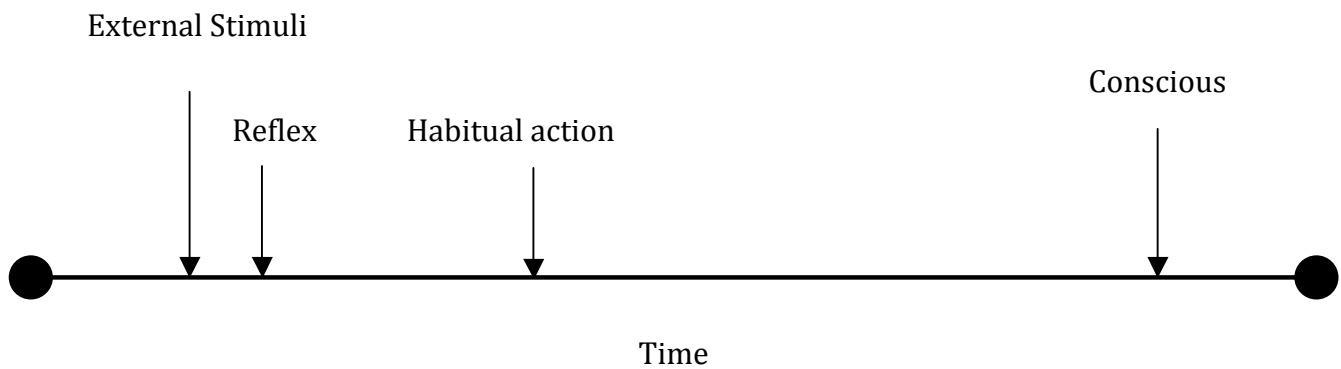 External Stimuli
Conscious
Reflex
Habitual action
Time